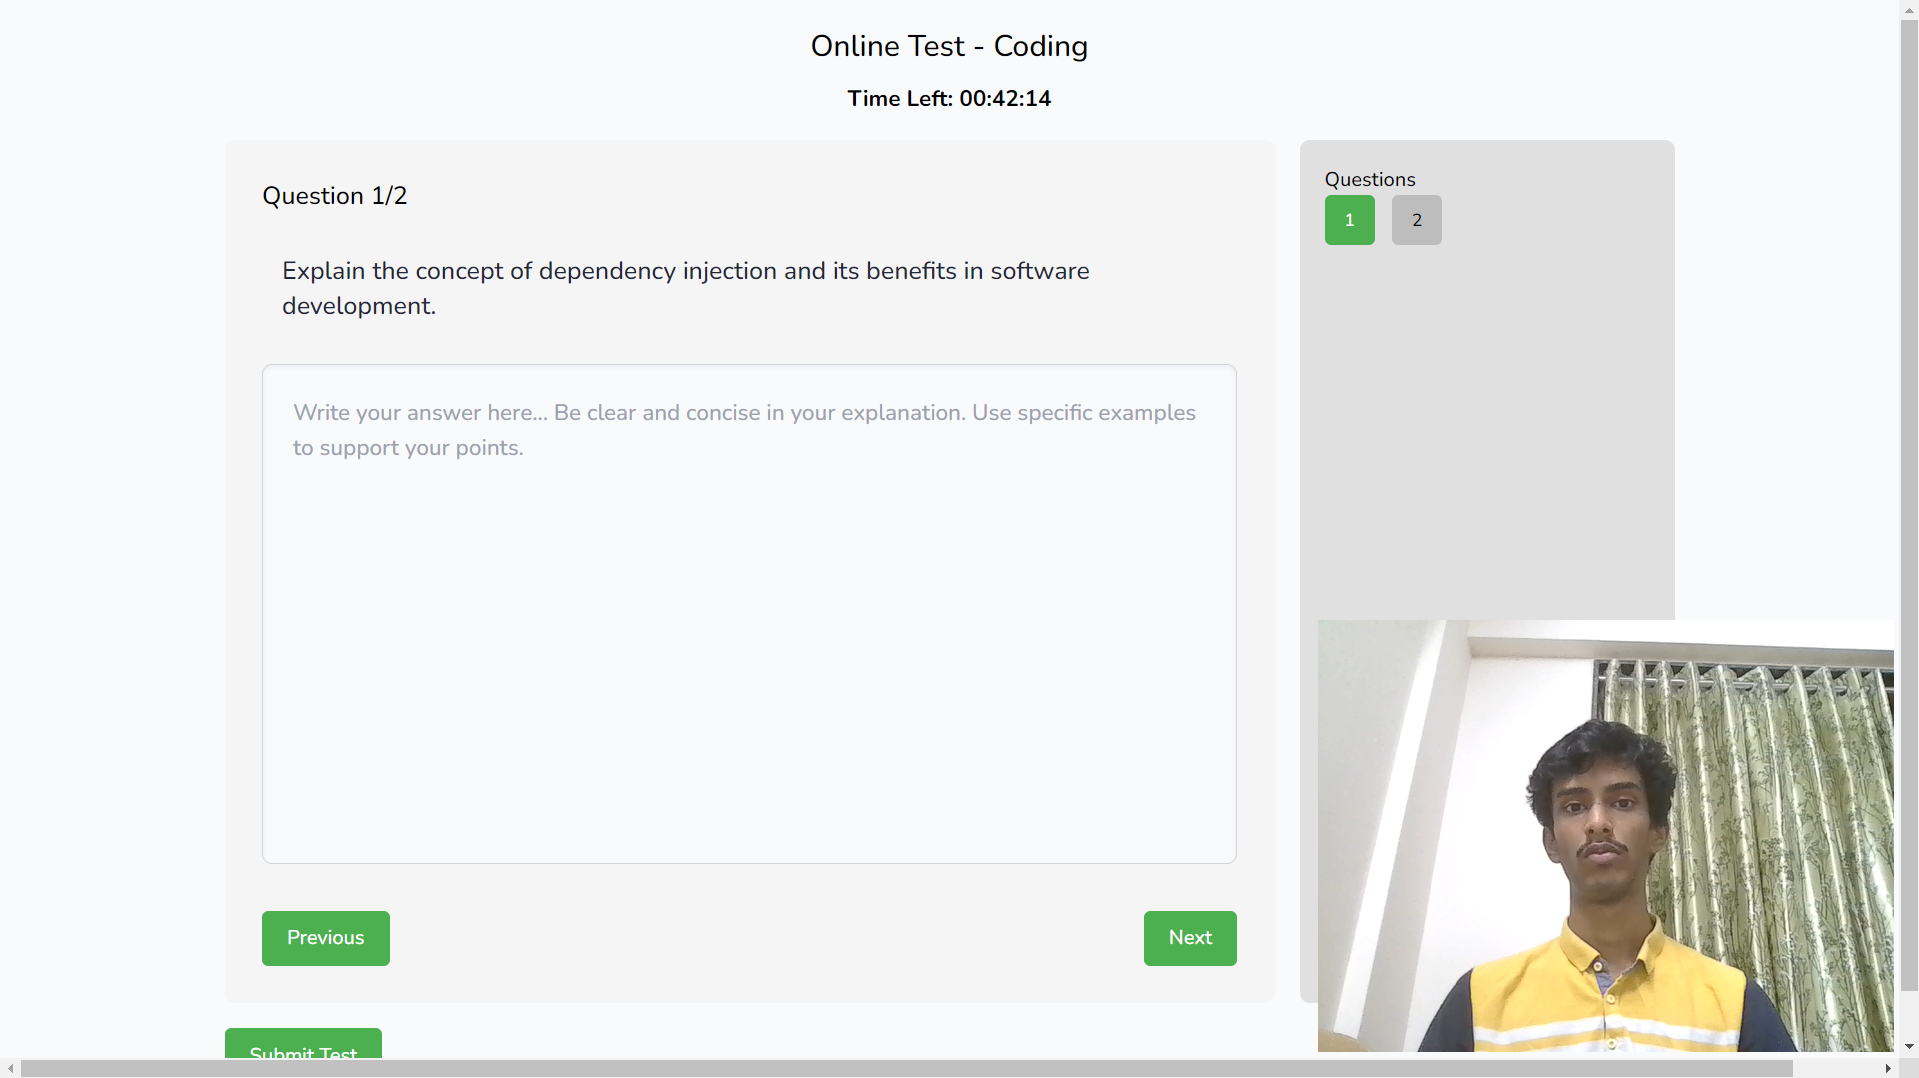 Online Test - Coding
Time Left: 00:42:14
Question 1/2
Explain the concept of dependency injection and its benefits in software
development.
Write your answer here... Be clear and concise in your explanation. Use specific examples
to support your points.
Previous
Next
Submit Test
Questions
1
2